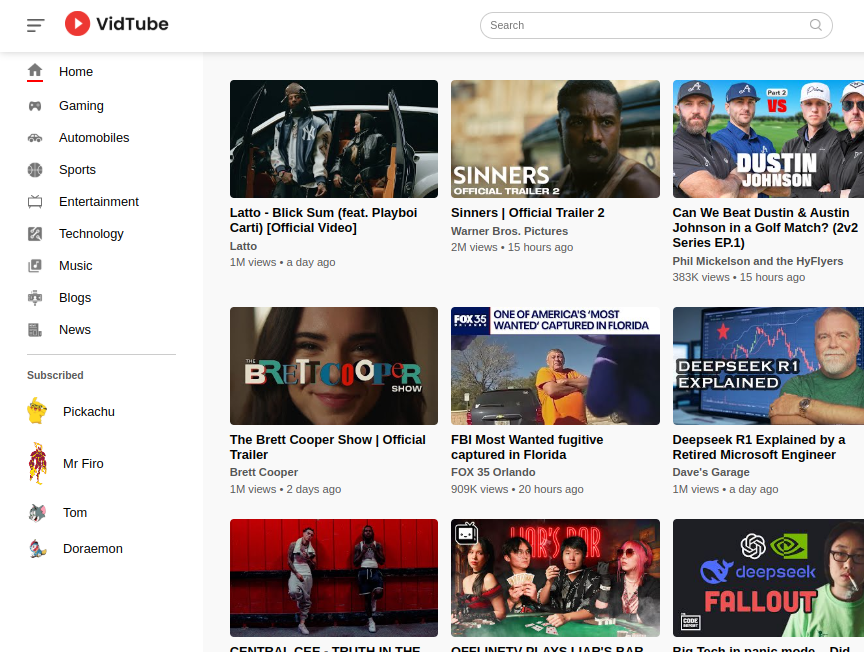 VidTube
Search
Home
Gaming
Automobiles
Sports
Entertainment
Technology
Music
Blogs
News
Subscribed
Pickachu
Mr Firo
Tom
Doraemon
Latto - Blick Sum (feat. Playboi
Carti) [Official Video]
Latto
1M views • a day ago
SINNERS
OFFICIAL TRAILER 2
Sinners | Official Trailer 2
Warner Bros. Pictures
2M views • 15 hours ago
Part 2
VS
DUSTIN
JOHNSON
Can We Beat Dustin & Austin
Johnson in a Golf Match? (2v2
Series EP.1)
Phil Mickelson and the HyFlyers
383K views • 15 hours ago
THE BRETT COOPER
SHOW
The Brett Cooper Show | Official
Trailer
Brett Cooper
1M views • 2 days ago
FOX 35
ORLANDO
ONE OF AMERICA'S 'MOST
WANTED' CAPTURED IN FLORIDA
FBI Most Wanted fugitive
captured in Florida
FOX 35 Orlando
909K views • 20 hours ago
DEEPSEEK R1
EXPLAINED
Deepseek R1 Explained by a
Retired Microsoft Engineer
Dave's Garage
1M views • a day ago
CENTRAL CEE - TRUTH IN THE
LIAR'S BAR
OFFLINETV PLAYS LIAR'S BAR
deepseek
FALLOUT
CODE
REPORT
Big Tech in panic mode... Did